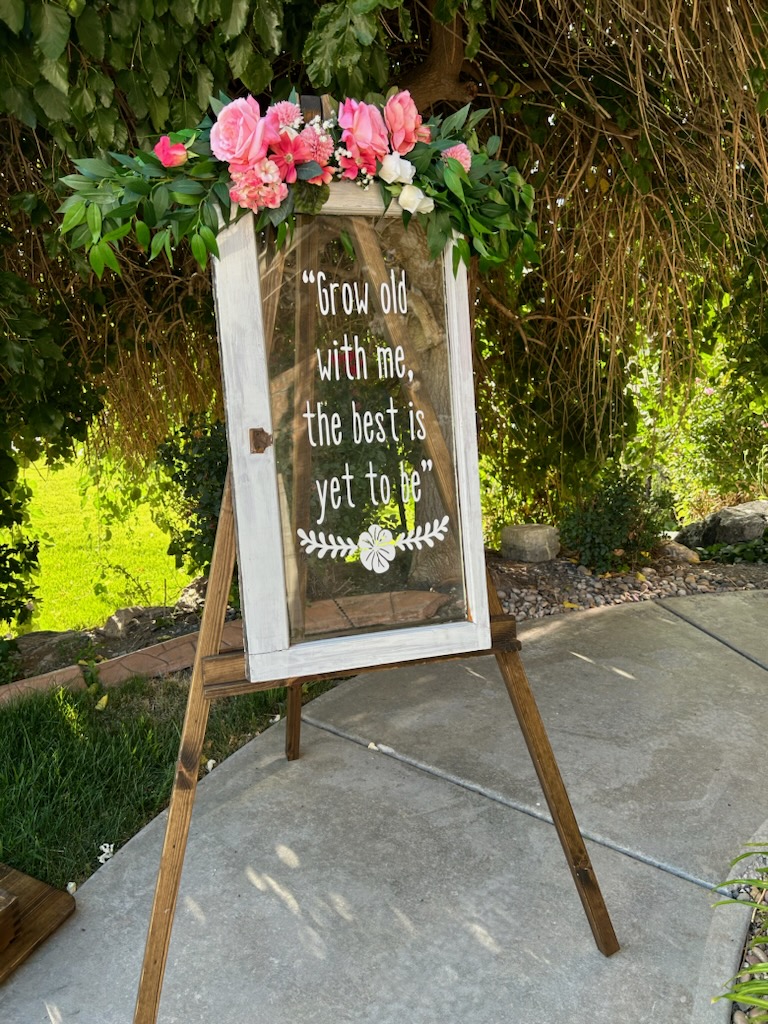 “Grow old
with me,
the best is
yet to be”